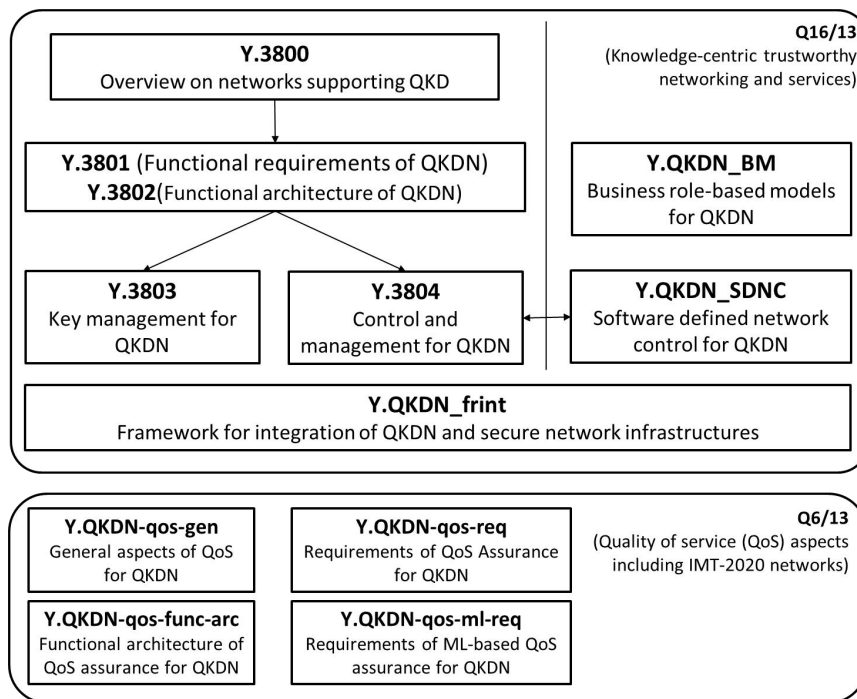 Q16/13
(Knowledge-centric trustworthy
networking and services)
Y.3800
Overview on networks supporting QKD
Y.3801 (Functional requirements of QKDN)
Y.3802(Functional architecture of QKDN)
Y.QKDN_BM
Business role-based models
for QKDN
Y.3803
Key management for
QKDN
Y.3804
Control and
management for QKDN
Y.QKDN_SDNC
Software defined network
control for QKDN
Y.QKDN_frint
Framework for integration of QKDN and secure network infrastructures
Q6/13
(Quality of service (QoS) aspects
including IMT-2020 networks)
Y.QKDN-qos-gen
General aspects of QoS
for QKDN
Y.QKDN-qos-req
Requirements of QoS Assurance
for QKDN
Y.QKDN-qos-func-arc
Functional architecture of
QoS assurance for QKDN
Y.QKDN-qos-ml-req
Requirements of ML-based QoS
assurance for QKDN